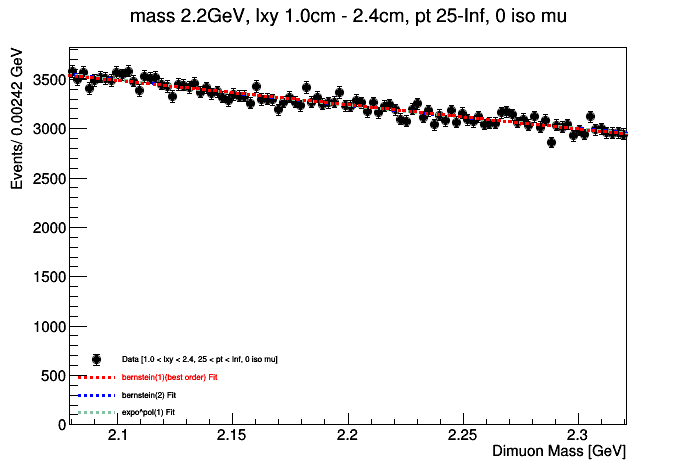 mass 2.2GeV, lxy 1.0cm - 2.4cm, pt 25-Inf, 0 iso mu
Events/ 0.00242 GeV
3500
3000
2500
2000
1500
1000
500
0
Data [1.0 < lxy < 2.4, 25 < pt < Inf, 0 iso mu]
bernstein(1)(best order) Fit
bernstein(2) Fit
expo^pol(1) Fit
2.1 2.15 2.2 2.25 2.3
Dimuon Mass [GeV]